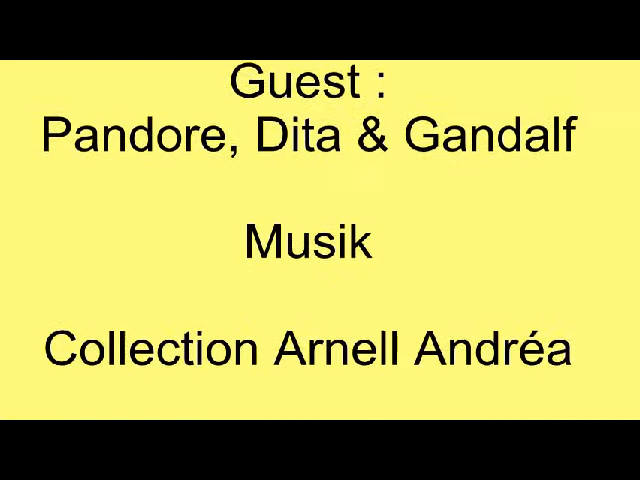 Guest :
Pandore, Dita & Gandalf
Musik
Collection Arnell Andréa